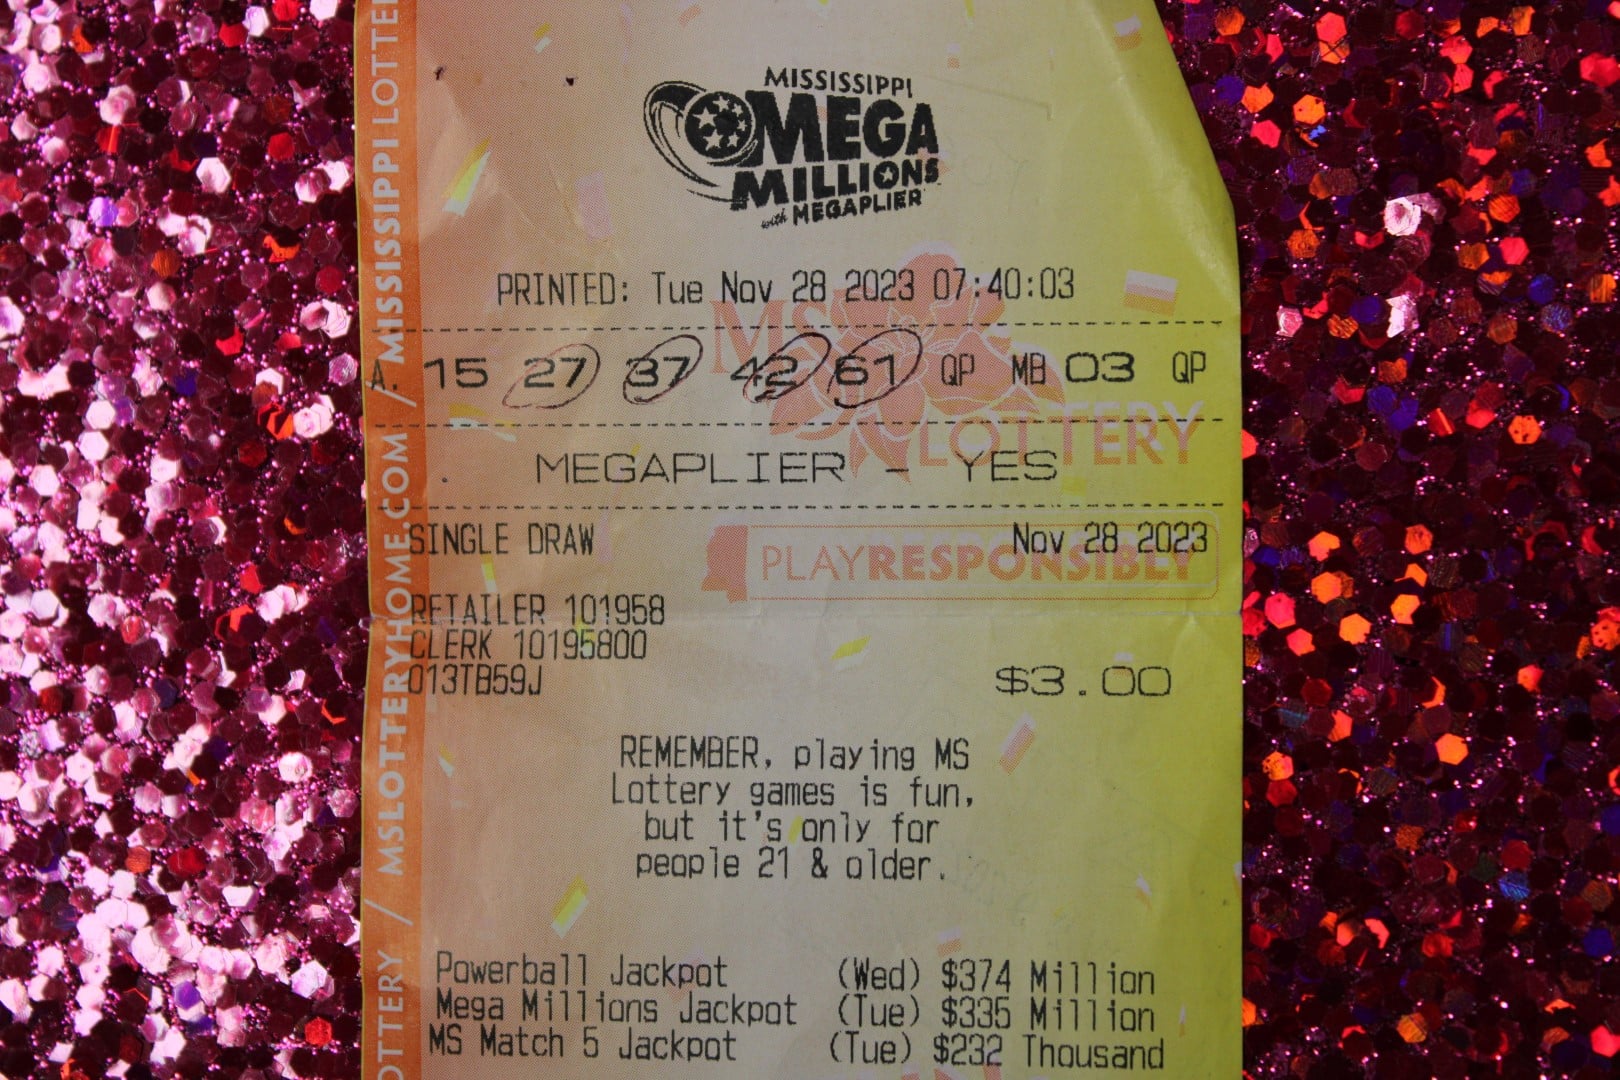 MISSISSIPPI
MEGA
MILLIONS
with MEGAPLIER
PRINTED: Tue Nov 28 2023 07:40:03
A. 15 27 37 42 61 QP MB 03 QP
MS
LOTTERY
. MEGAPLIER - YES
SINGLE DRAW Nov 28 2023
PLAYRESPONSIBLY
RETAILER 101958
CLERK 10195800
013TB59J
$3.00
REMEMBER, playing MS
Lottery games is fun,
but it's only for
people 21 & older.
Powerball Jackpot (Wed) $374 Million
Mega Millions Jackpot (Tue) $335 Million
MS Match 5 Jackpot (Tue) $232 Thousand
/ MSLOTTERYHOME.COM / MISSISSIPPI LOTTE